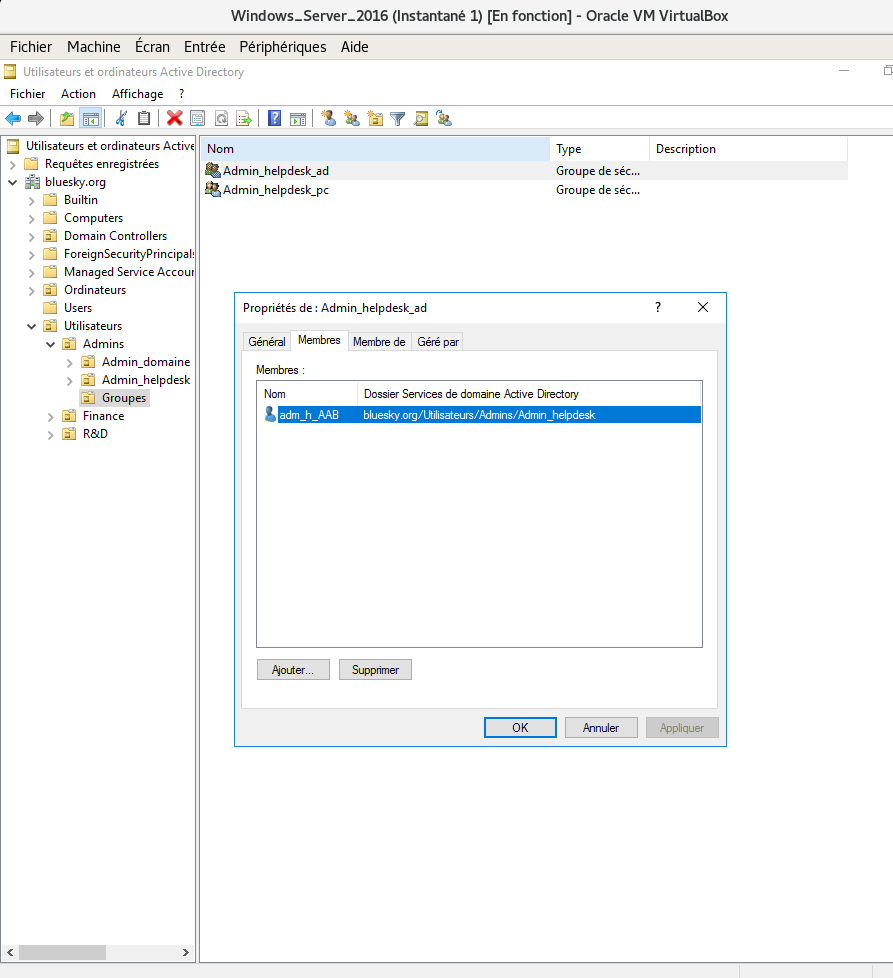 Windows_Server_2016 (Instantané 1) [En fonction] - Oracle VM VirtualBox
Fichier Machine Écran Entrée Périphériques Aide
Utilisateurs et ordinateurs Active Directory
Fichier Action Affichage ?
Utilisateurs et ordinateurs Active
Requêtes enregistrées
bluesky.org
Builtin
Computers
Domain Controllers
ForeignSecurityPrincipals
Managed Service Accour
Ordinateurs
Users
Utilisateurs
Admins
Admin_domaine
Admin_helpdesk
Groupes
Finance
R&D
Nom Type Description
Admin_helpdesk_ad Groupe de séc...
Admin_helpdesk_pc Groupe de séc...
Propriétés de : Admin_helpdesk_ad ?
Général Membres Membre de Géré par
Membres :
Nom Dossier Services de domaine Active Directory
adm_h_AAB bluesky.org/Utilisateurs/Admins/Admin_helpdesk
Ajouter... Supprimer
OK Annuler Appliquer